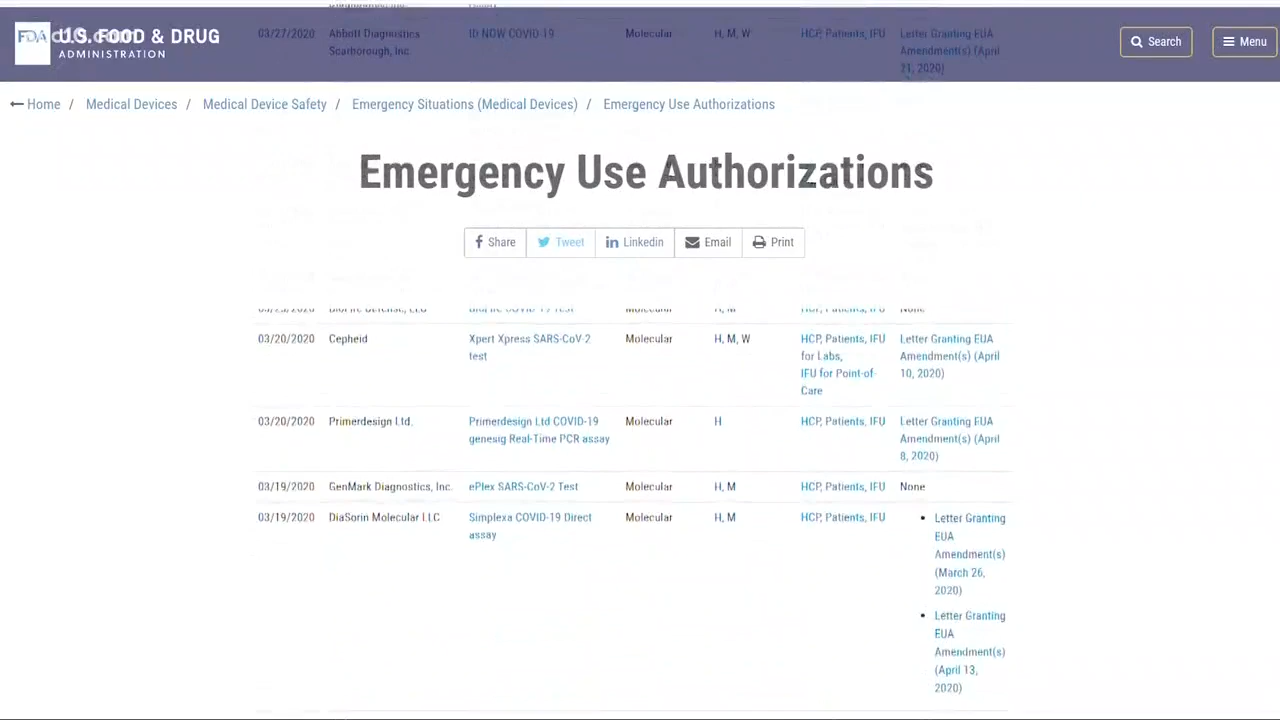 03/27/2020 Abbott Diagnostics Scarborough, Inc. ID NOW COVID-19 Molecular H, M, W HCP, Patients, IFU Letter Granting EUA Amendment(s) (April 21, 2020)
FDA U.S. FOOD & DRUG
ADMINISTRATION
Search
Menu
Home / Medical Devices / Medical Device Safety / Emergency Situations (Medical Devices) / Emergency Use Authorizations
Emergency Use Authorizations
Share Tweet Linkedin Email Print
03/20/2020 Cepheid Xpert Xpress SARS-CoV-2 Molecular H, M, W HCP, Patients, IFU Letter Granting EUA
test for Labs, Amendment(s) (April
IFU for Point-of- 10, 2020)
Care
03/20/2020 Primerdesign Ltd. Primerdesign Ltd COVID-19 Molecular H HCP, Patients, IFU Letter Granting EUA
genesig Real-Time PCR assay Amendment(s) (April
8, 2020)
03/19/2020 GenMark Diagnostics, Inc. ePlex SARS-CoV-2 Test Molecular H, M HCP, Patients, IFU None
03/19/2020 DiaSorin Molecular LLC Simplexa COVID-19 Direct Molecular H, M HCP, Patients, IFU • Letter Granting
assay EUA
Amendment(s)
(March 26,
2020)
• Letter Granting
EUA
Amendment(s)
(April 13,
2020)